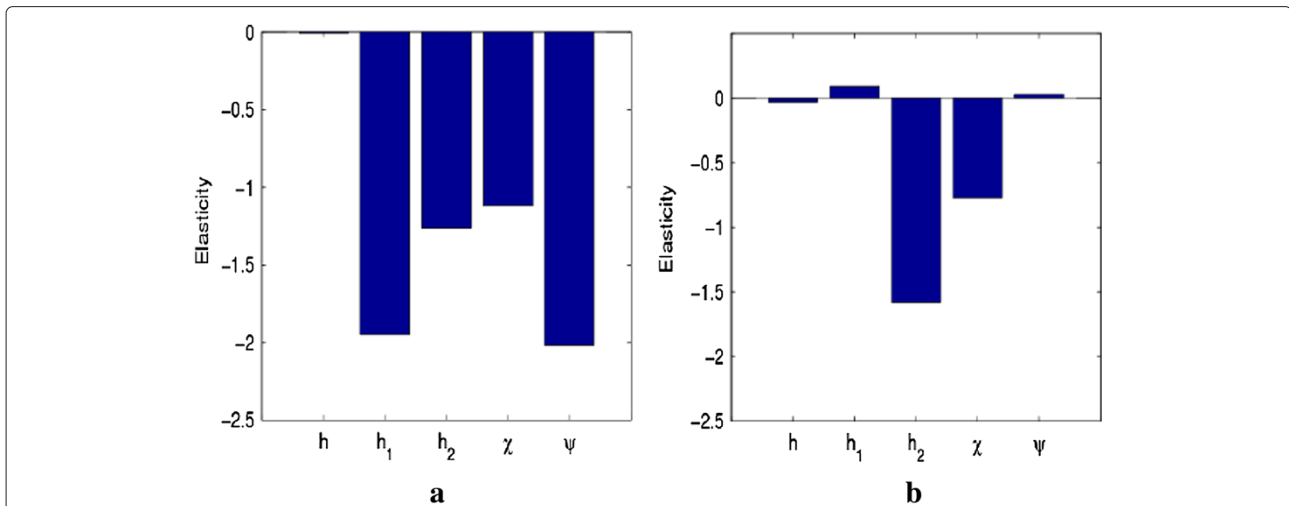 0
−0.5
−1
−1.5
−2
−2.5
Elasticity
h h₁ h₂ χ ψ
a
0
−0.5
−1
−1.5
−2
−2.5
Elasticity
h h₁ h₂ χ ψ
b